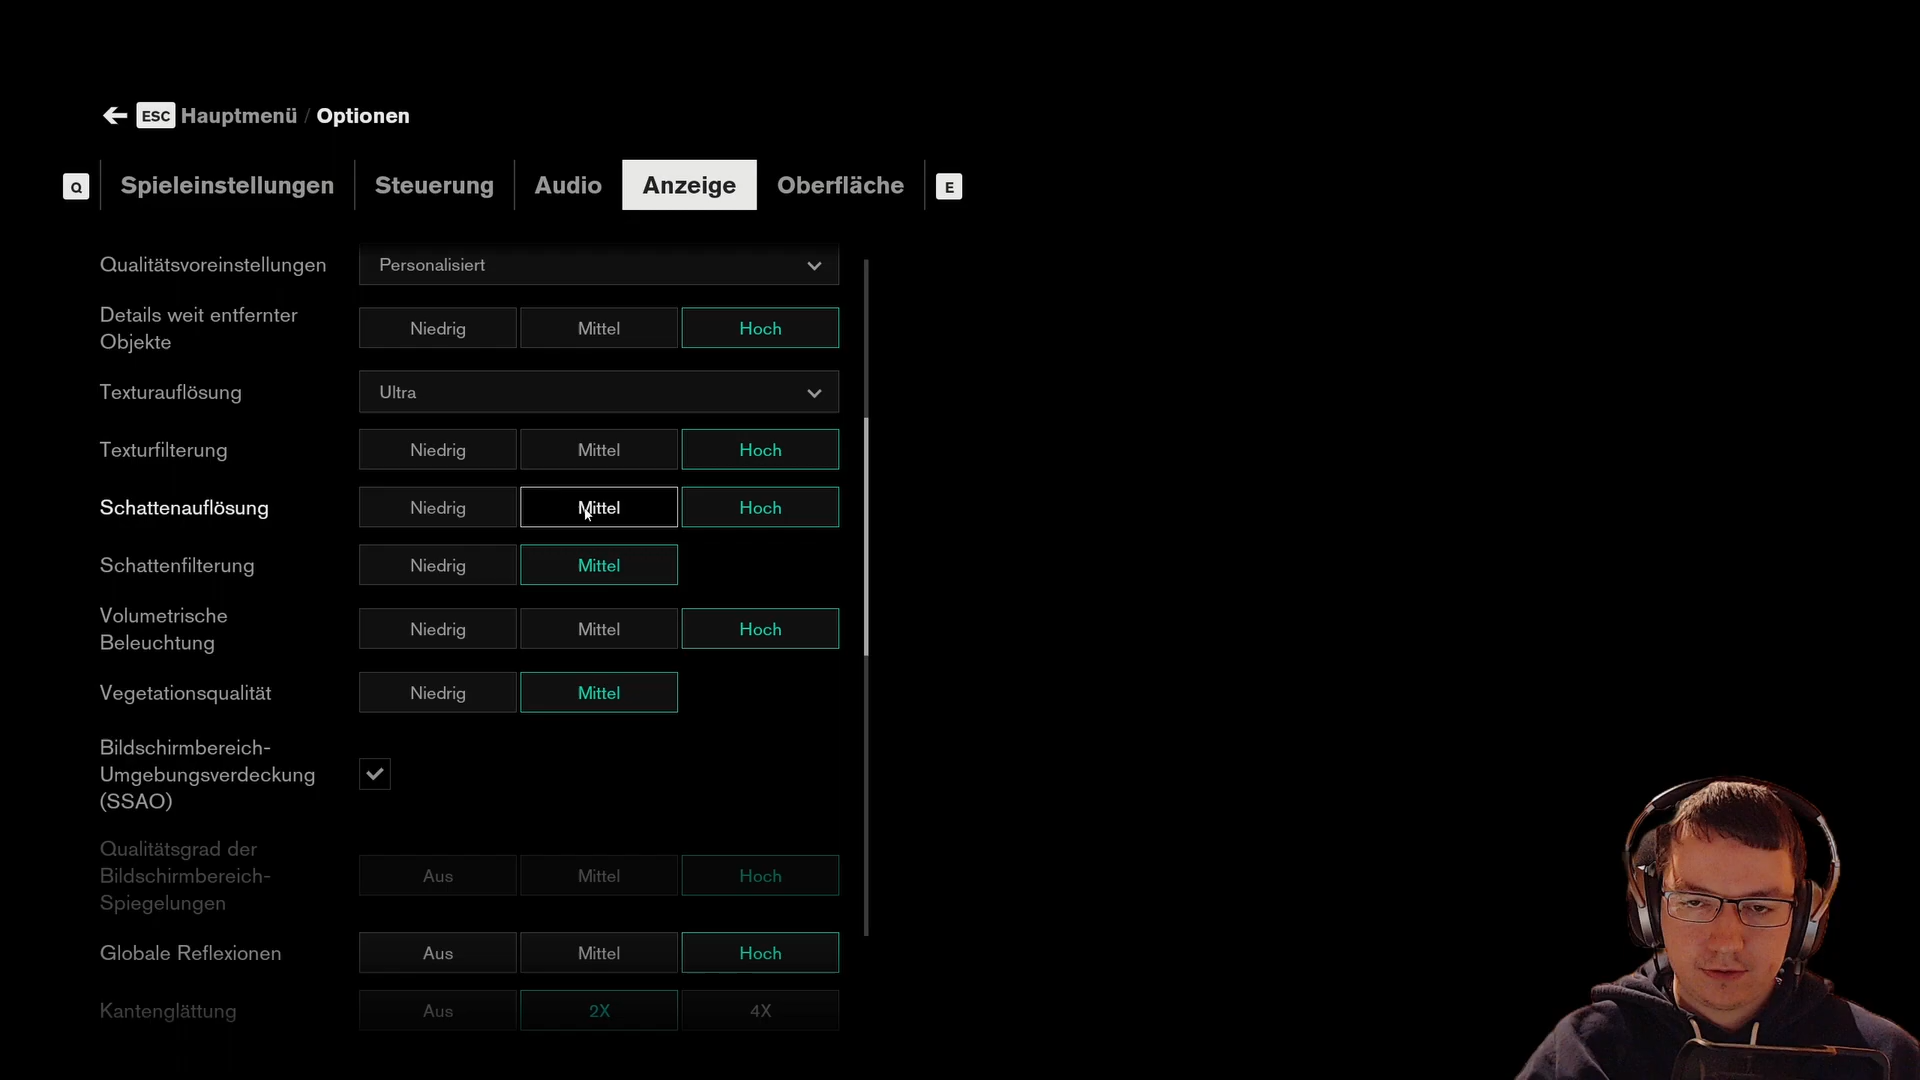 ESC Hauptmenü / Optionen
Q Spieleinstellungen Steuerung Audio Anzeige Oberfläche E
Qualitätsvoreinstellungen Personalisiert
Details weit entfernter
Objekte
Niedrig Mittel Hoch
Texturauflösung Ultra
Texturfilterung Niedrig Mittel Hoch
Schattenauflösung Niedrig Mittel Hoch
Schattenfilterung Niedrig Mittel
Volumetrische
Beleuchtung
Niedrig Mittel Hoch
Vegetationsqualität Niedrig Mittel
Bildschirmbereich-
Umgebungsverdeckung
(SSAO)
Qualitätsgrad der
Bildschirmbereich-
Spiegelungen
Aus Mittel Hoch
Globale Reflexionen Aus Mittel Hoch
Kantenglättung Aus 2X 4X